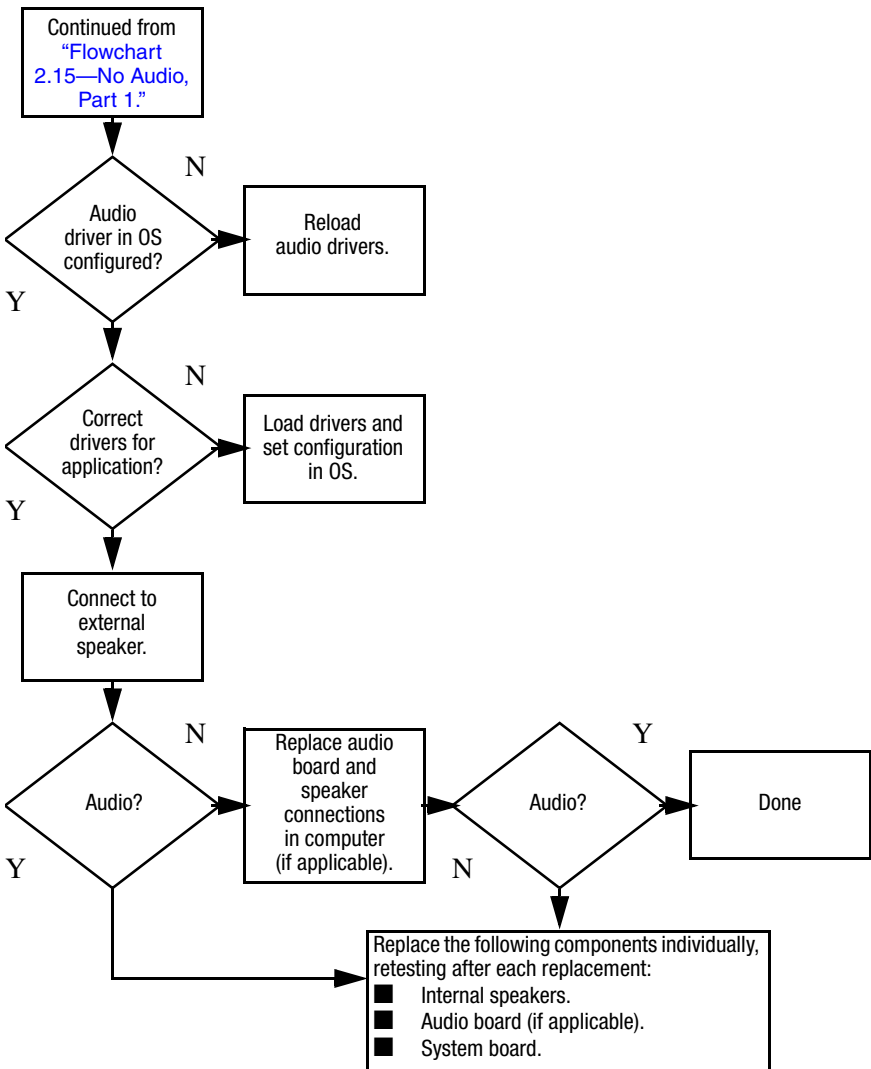 Continued from
“Flowchart
2.15—No Audio,
Part 1.”
N
Audio
driver in OS
configured?
Reload
audio drivers.
Y
N
Correct
drivers for
application?
Load drivers and
set configuration
in OS.
Y
Connect to
external
speaker.
N
Audio?
Replace audio
board and
speaker
connections
in computer
(if applicable).
Y
Audio?
Done
Y
N
Replace the following components individually,
retesting after each replacement:
■ Internal speakers.
■ Audio board (if applicable).
■ System board.